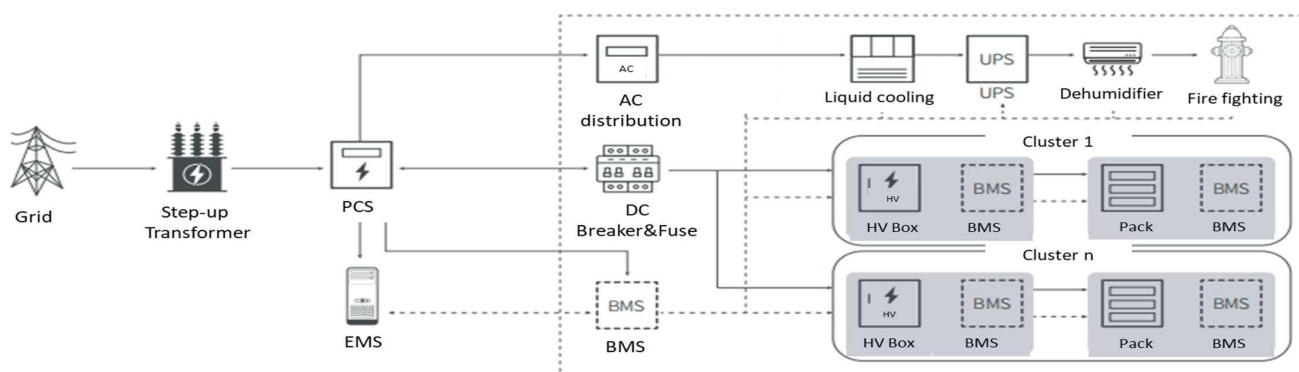 AC
UPS
AC
distribution
Liquid cooling
UPS
Dehumidifier
Fire fighting
Cluster 1
BMS
BMS
HV
Grid
Step-up
Transformer
PCS
DC
Breaker&Fuse
HV Box
BMS
Pack
BMS
Cluster n
BMS
BMS
BMS
HV
EMS
BMS
HV Box
BMS
Pack
BMS